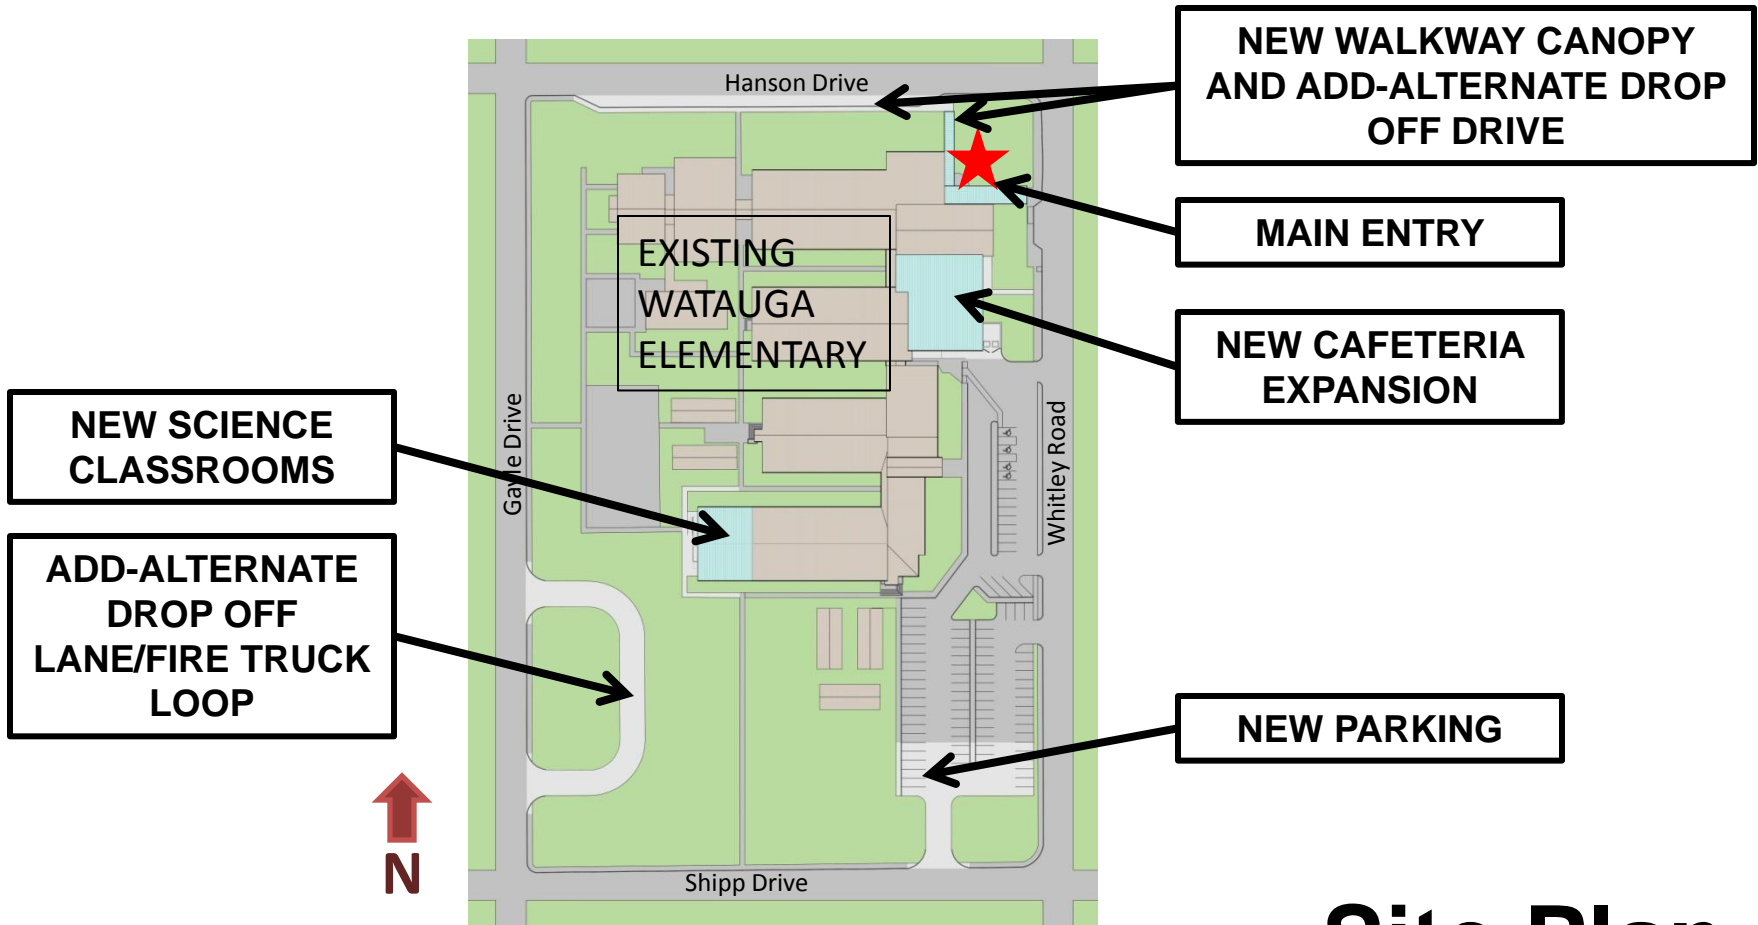 NEW WALKWAY CANOPY
AND ADD-ALTERNATE DROP
OFF DRIVE
Hanson Drive
MAIN ENTRY
EXISTING
WATAUGA
ELEMENTARY
NEW CAFETERIA
EXPANSION
NEW SCIENCE
CLASSROOMS
Gayle Drive
Whitley Road
ADD-ALTERNATE
DROP OFF
LANE/FIRE TRUCK
LOOP
NEW PARKING
N
Shipp Drive
Site Plan